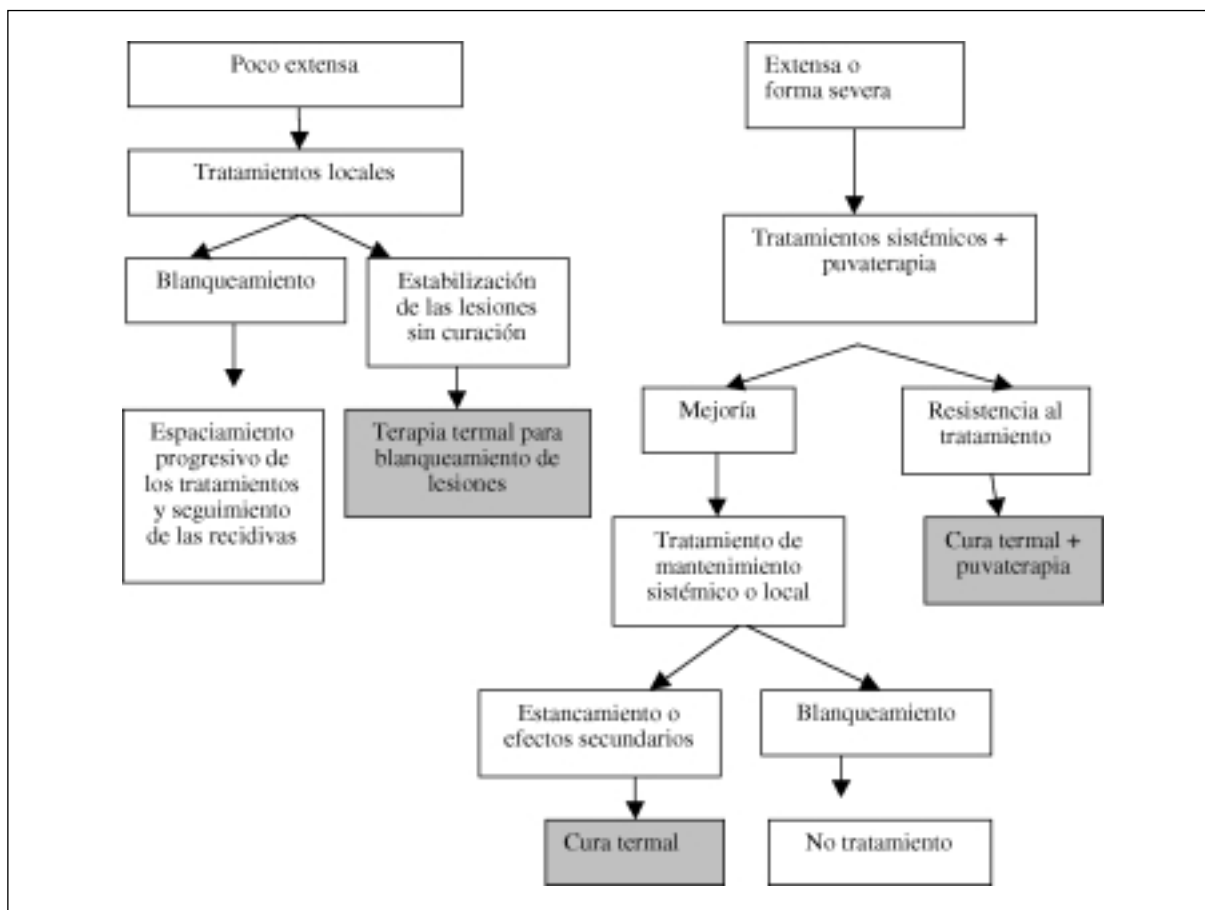 Poco extensa
Tratamientos locales
Blanqueamiento
Estabilización
de las lesiones
sin curación
Espaciamiento
progresivo de
los tratamientos
y seguimiento
de las recidivas
Terapia termal para
blanqueamiento de
lesiones
Extensa o
forma severa
Tratamientos sistémicos +
puvaterapia
Mejoría
Resistencia al
tratamiento
Tratamiento de
mantenimiento
sistémico o local
Cura termal +
puvaterapia
Estancamiento o
efectos secundarios
Blanqueamiento
Cura termal
No tratamiento